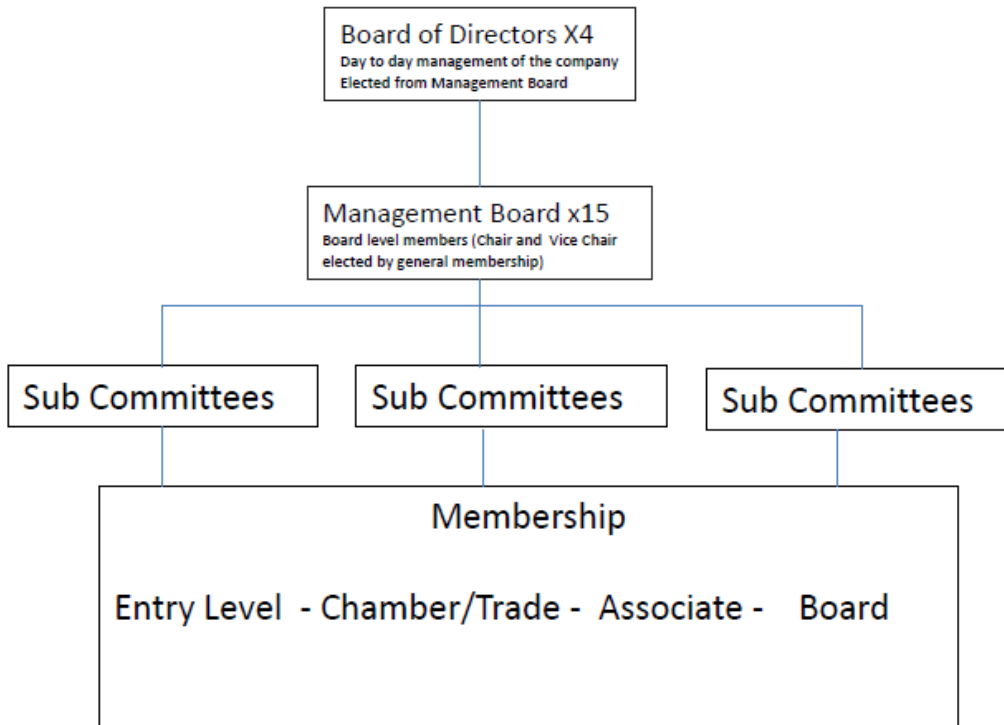 Board of Directors X4
Day to day management of the company
Elected from Management Board
Management Board x15
Board level members (Chair and Vice Chair
elected by general membership)
Sub Committees
Sub Committees
Sub Committees
Membership
Entry Level - Chamber/Trade - Associate - Board